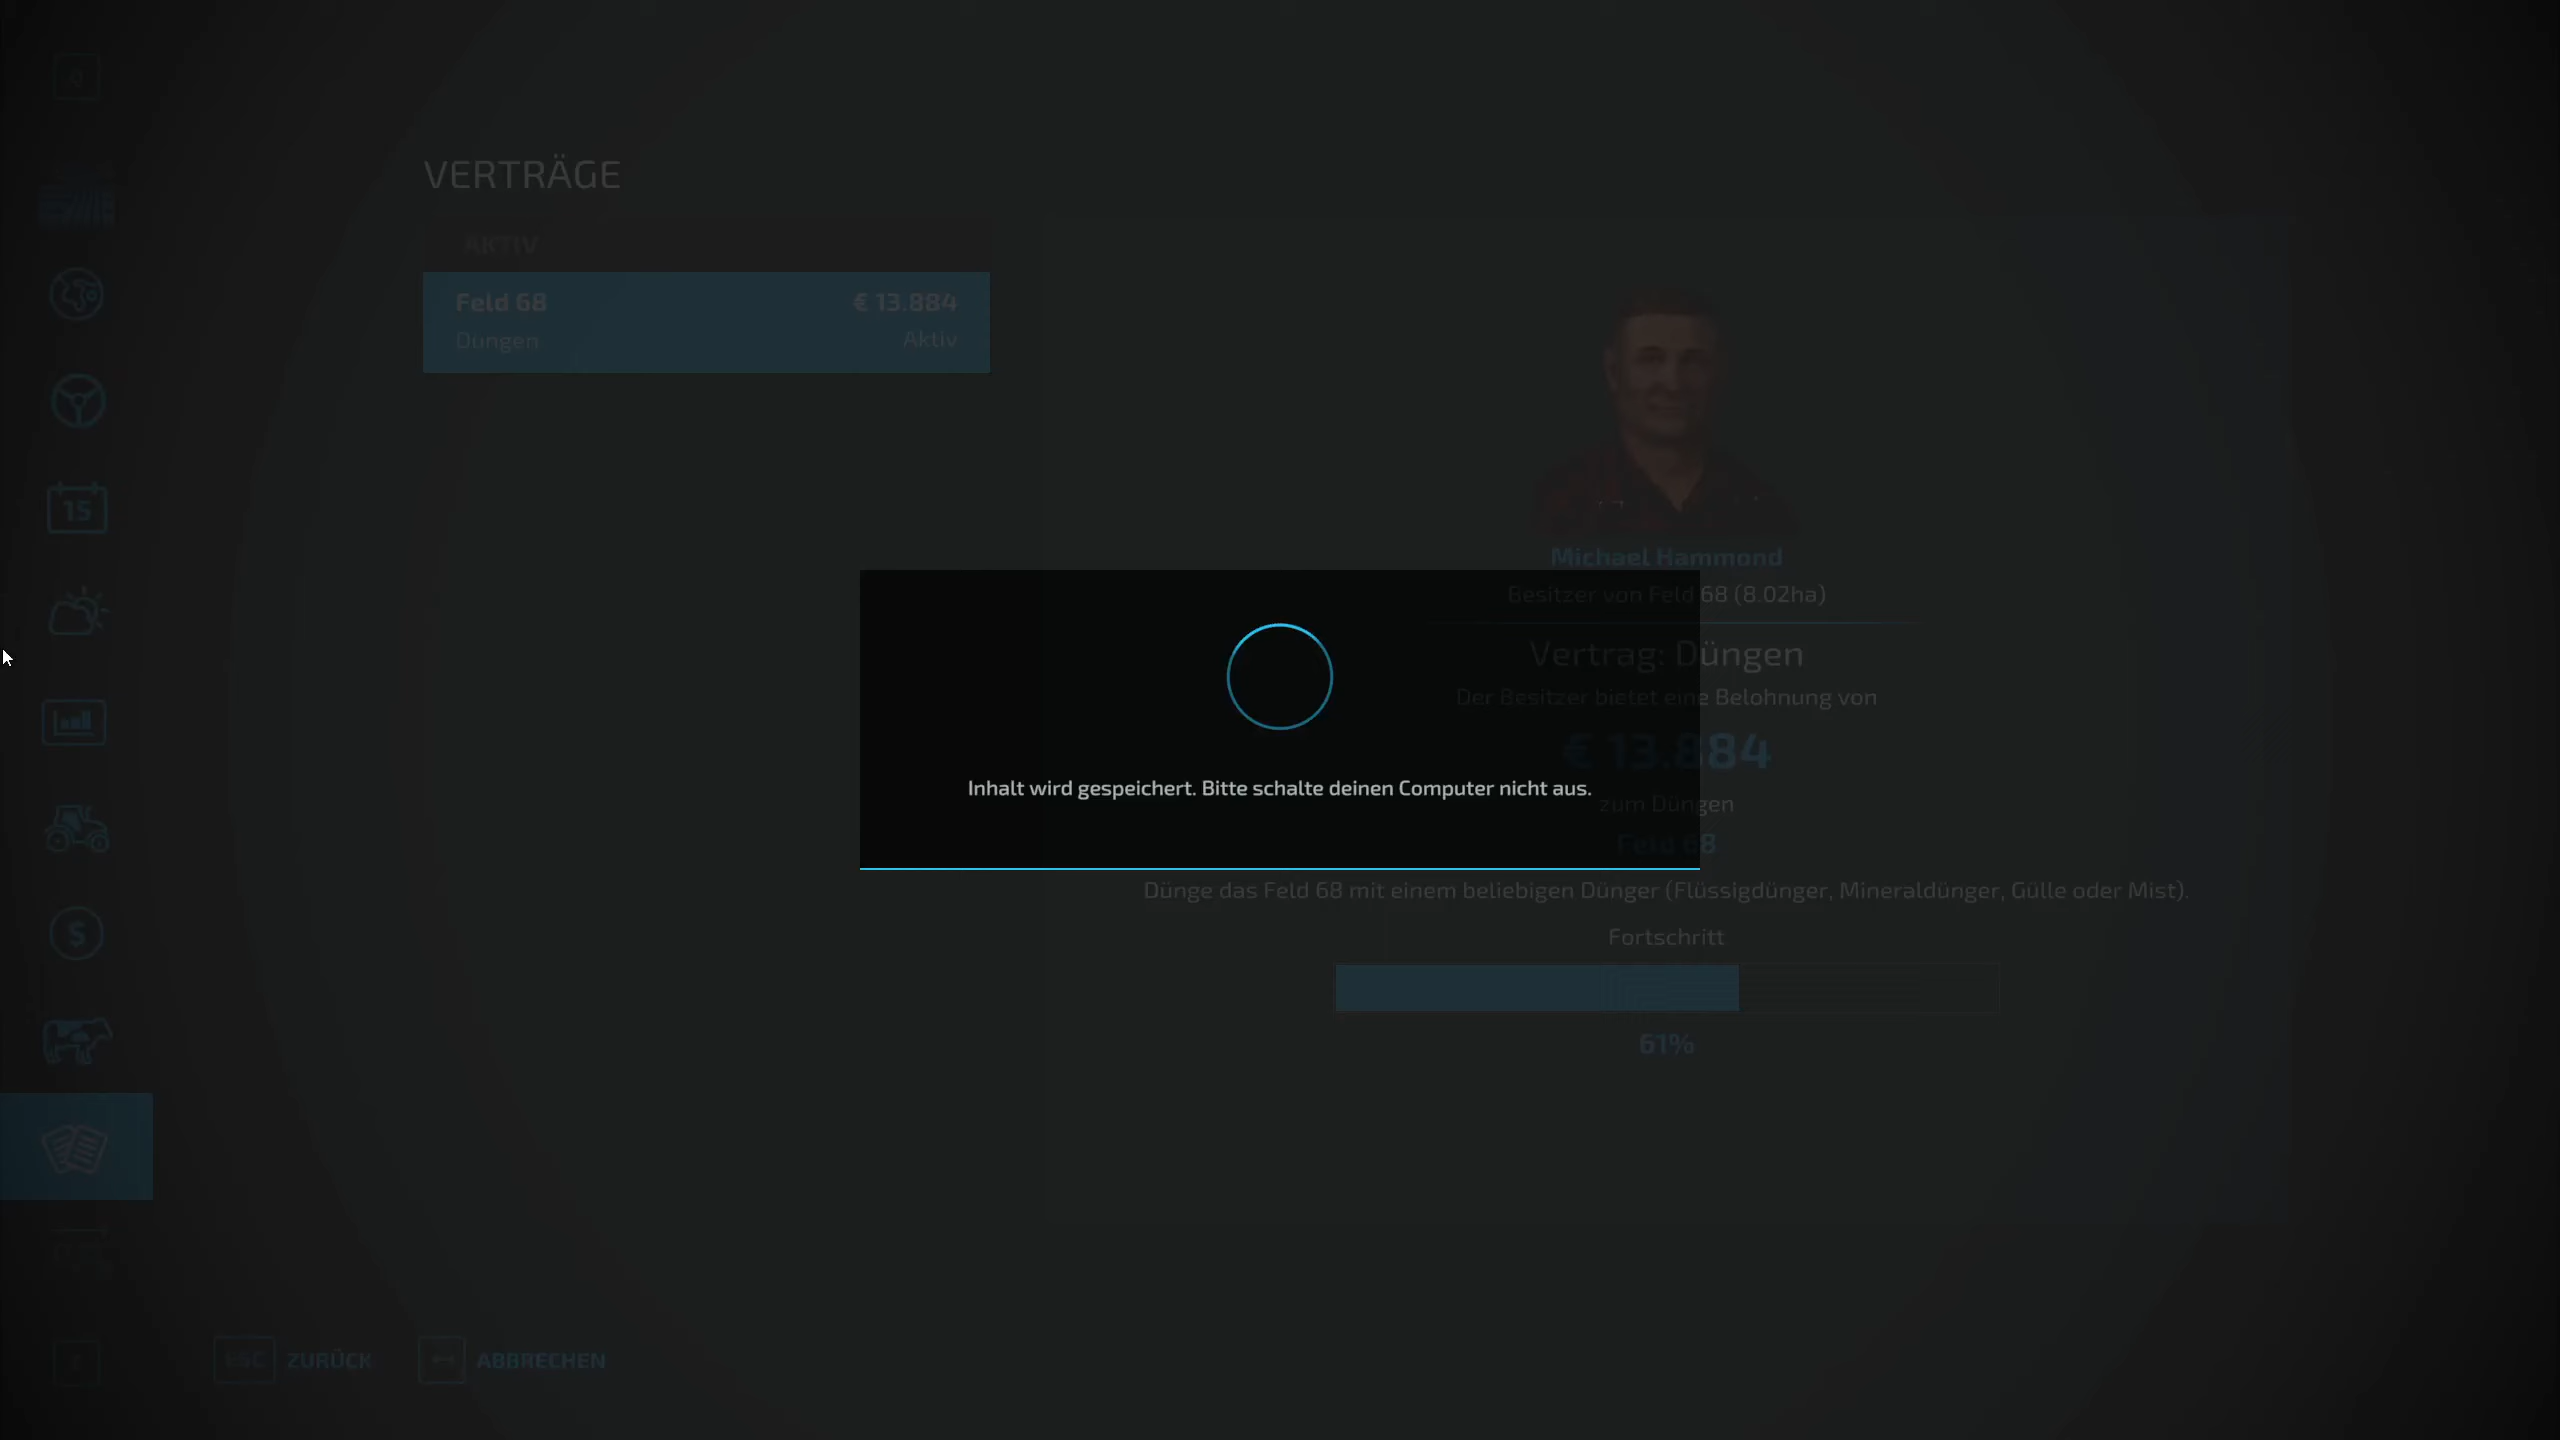 VERTRÄGE
AKTIV
Feld 68 € 13.884
Düngen Aktiv
15
Michael Hammond
Besitzer von Feld 68 (8.02ha)
Vertrag: Düngen
Der Besitzer bietet eine Belohnung von
€ 13.884
zum Düngen
Feld 68
Inhalt wird gespeichert. Bitte schalte deinen Computer nicht aus.
Dünge das Feld 68 mit einem beliebigen Dünger (Flüssigdünger, Mineraldünger, Gülle oder Mist).
Fortschritt
61%
$
ESC ZURÜCK
ABBRECHEN